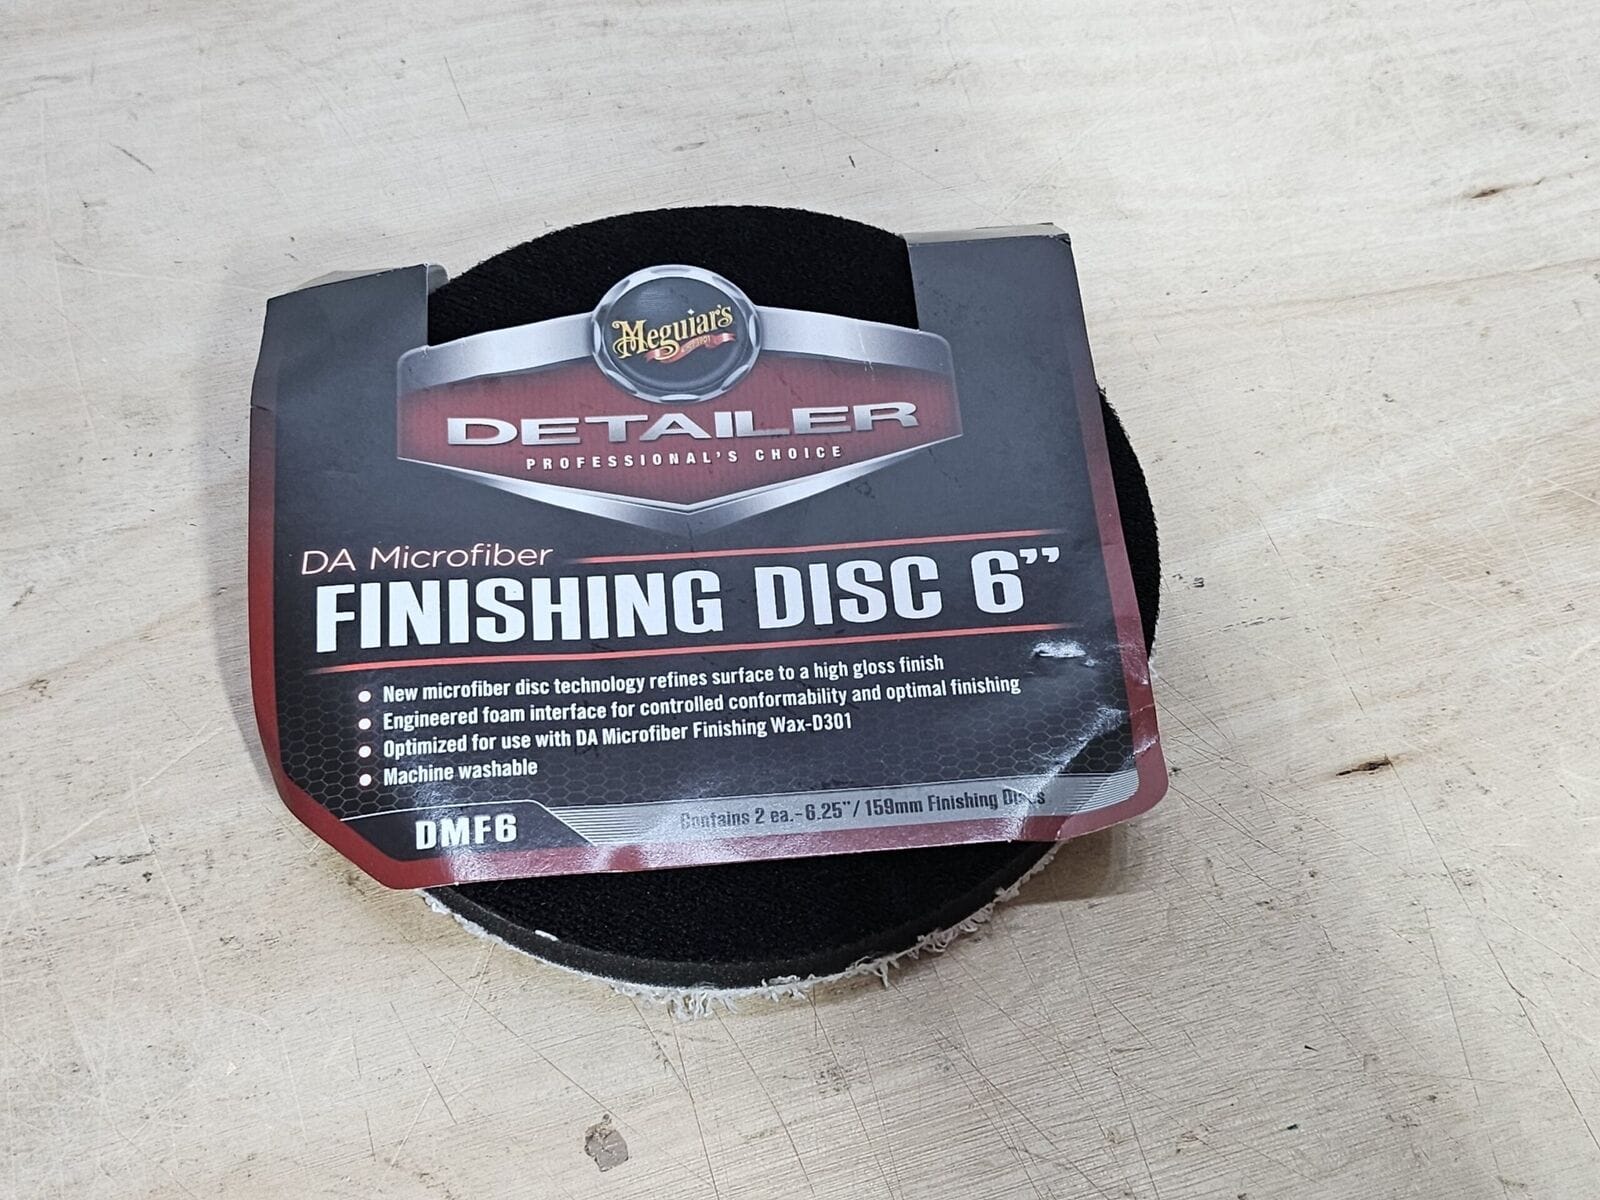 Meguiar's
DETAILER
PROFESSIONAL'S CHOICE
DA Microfiber
FINISHING DISC 6”
New microfiber disc technology refines surface to a high gloss finish
Engineered foam interface for controlled conformability and optimal finishing
Optimized for use with DA Microfiber Finishing Wax-D301
Machine washable
DMF6
Contains 2 ea.-6.25”/ 159mm Finishing Discs